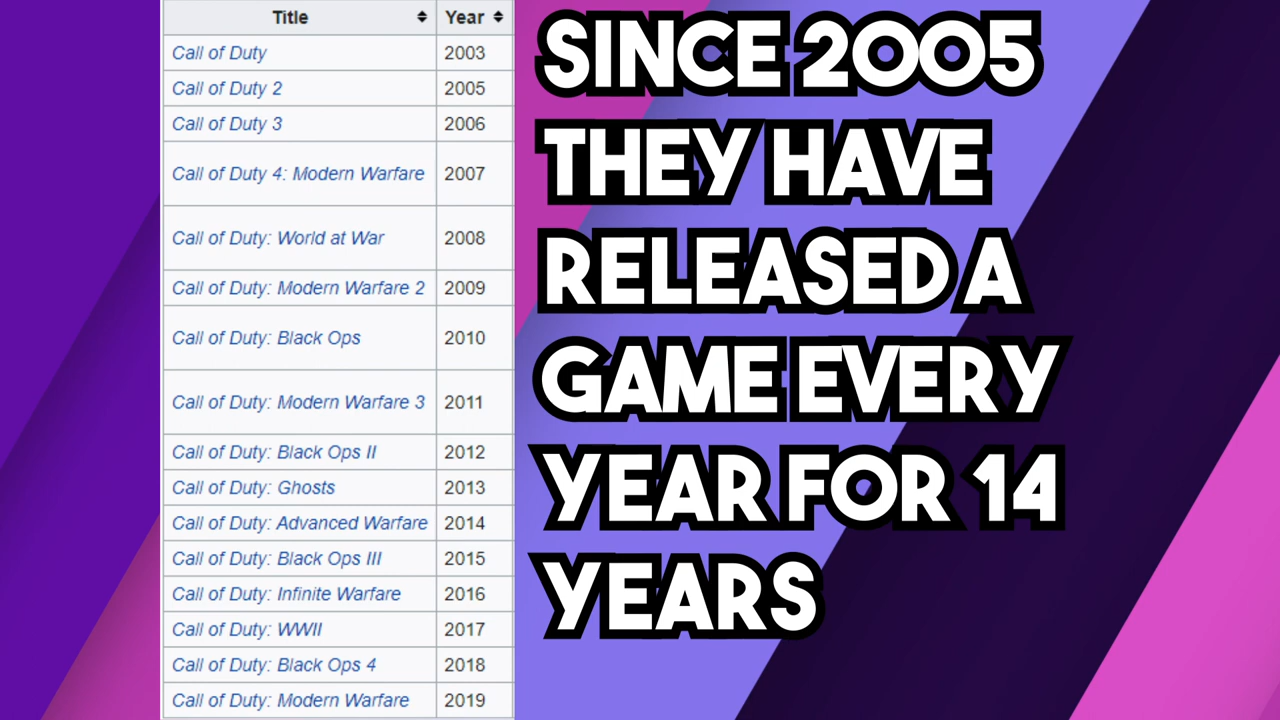 Title Year
Call of Duty 2003
Call of Duty 2 2005
Call of Duty 3 2006
Call of Duty 4: Modern Warfare 2007
Call of Duty: World at War 2008
Call of Duty: Modern Warfare 2 2009
Call of Duty: Black Ops 2010
Call of Duty: Modern Warfare 3 2011
Call of Duty: Black Ops II 2012
Call of Duty: Ghosts 2013
Call of Duty: Advanced Warfare 2014
Call of Duty: Black Ops III 2015
Call of Duty: Infinite Warfare 2016
Call of Duty: WWII 2017
Call of Duty: Black Ops 4 2018
Call of Duty: Modern Warfare 2019
SINCE 2005
THEY HAVE
RELEASED A
GAME EVERY
YEAR FOR 14
YEARS